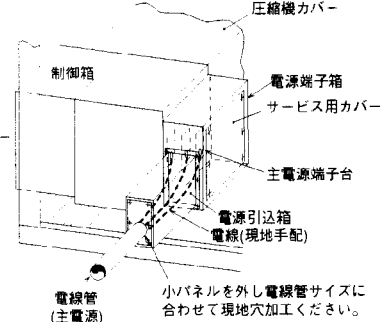 圧縮機カバー
制御箱
電源端子箱
サービス用カバー
主電源端子台
電源引込箱
電線(現地手配)
電線管
(主電源)
小パネルを外し電線管サイズに
合わせて現地穴加工ください。